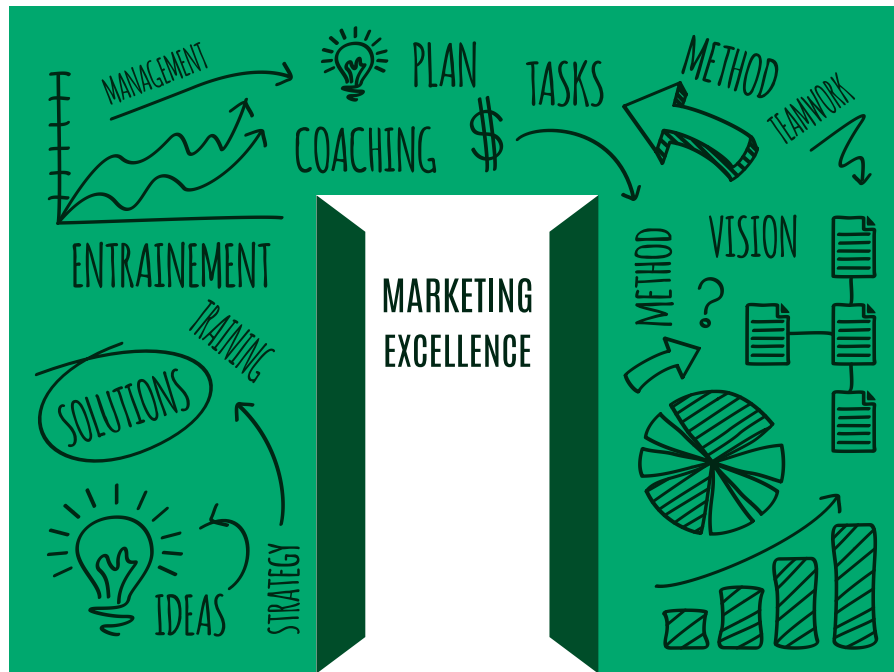 MANAGEMENT
PLAN
TASKS
METHOD
TEAMWORK
COACHING
$
ENTRAINEMENT
MARKETING
EXCELLENCE
METHOD
VISION
?
TRAINING
SOLUTIONS
IDEAS
STRATEGY